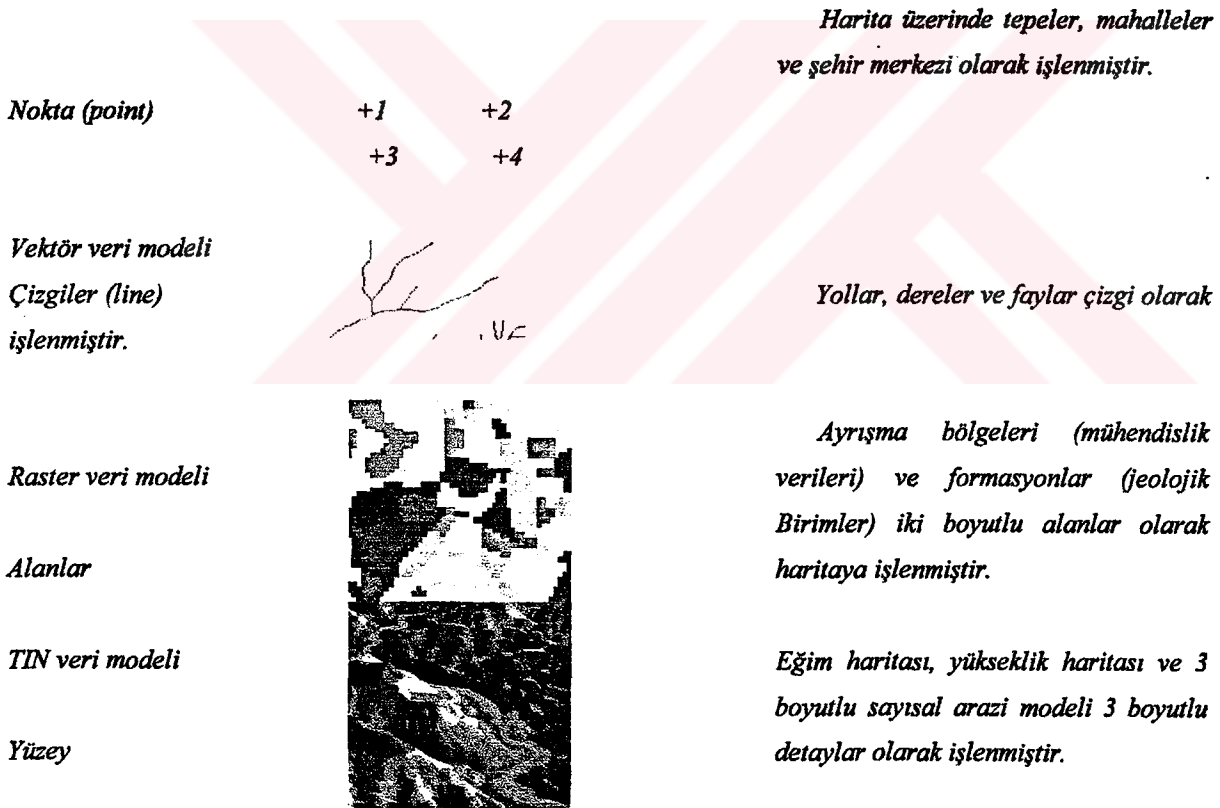 Harita üzerinde tepeler, mahalleler
ve şehir merkezi olarak işlenmiştir.
Nokta (point)
+1 +2
+3 +4
Vektör veri modeli
Çizgiler (line)
işlenmiştir.
Yollar, dereler ve faylar çizgi olarak
Raster veri modeli
Alanlar
Ayrışma bölgeleri (mühendislik
verileri) ve formasyonlar (jeolojik
Birimler) iki boyutlu alanlar olarak
haritaya işlenmiştir.
TIN veri modeli
Yüzey
Eğim haritası, yükseklik haritası ve 3
boyutlu sayısal arazi modeli 3 boyutlu
detaylar olarak işlenmiştir.